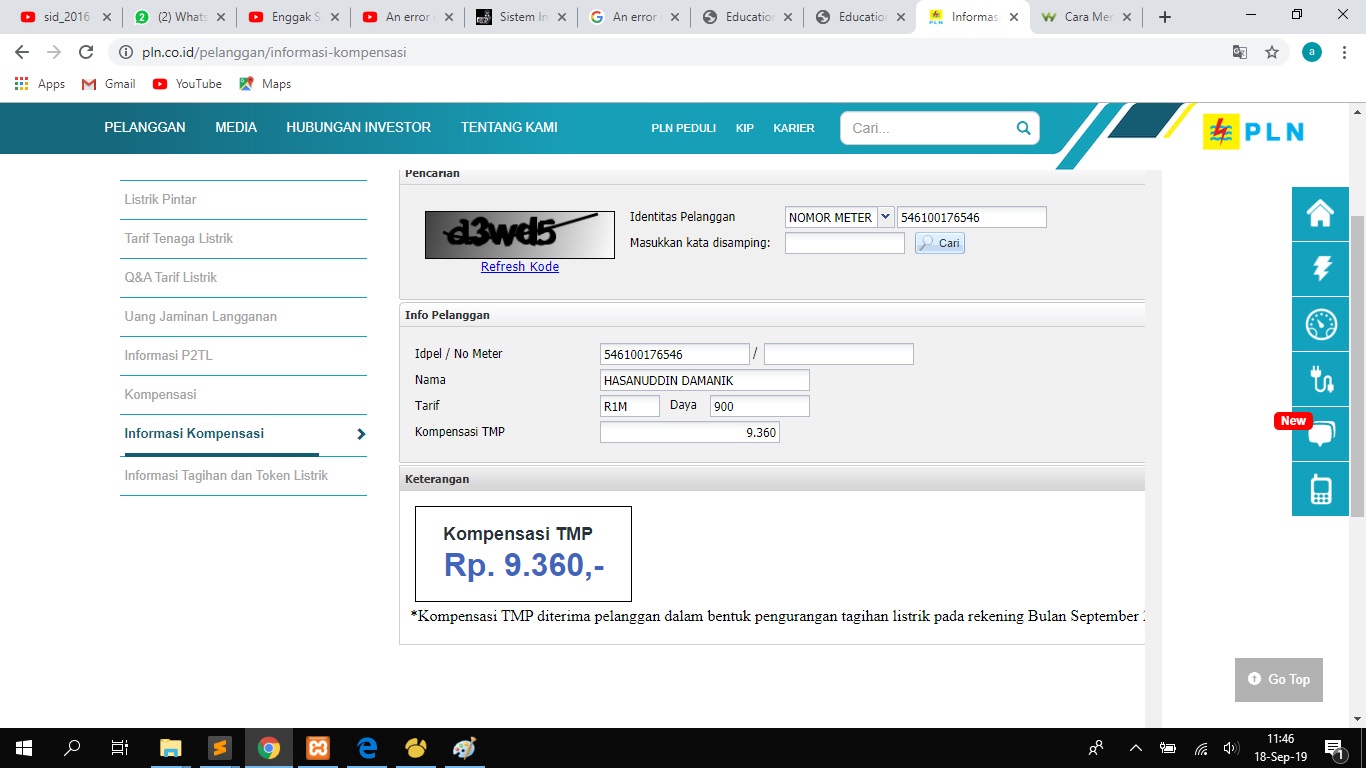 sid_2016
(2) Whats
Enggak S
An error o
Sistem In
An error o
Education
Education
Informas
Cara Men
pln.co.id/pelanggan/informasi-kompensasi
a
Apps
Gmail
YouTube
Maps
PELANGGAN
MEDIA
HUBUNGAN INVESTOR
TENTANG KAMI
PLN PEDULI
KIP
KARIER
Cari...
PLN
Listrik Pintar
Tarif Tenaga Listrik
Q&A Tarif Listrik
Uang Jaminan Langganan
Informasi P2TL
Kompensasi
Informasi Kompensasi
Informasi Tagihan dan Token Listrik
Pencarian
d3wd5
Refresh Kode
Identitas Pelanggan NOMOR METER 546100176546
Masukkan kata disamping: Cari
Info Pelanggan
Idpel / No Meter 546100176546 /
Nama HASANUDDIN DAMANIK
Tarif R1M Daya 900
Kompensasi TMP 9.360
Keterangan
Kompensasi TMP
Rp. 9.360,-
*Kompensasi TMP diterima pelanggan dalam bentuk pengurangan tagihan listrik pada rekening Bulan September
New
Go Top
11:46
18-Sep-19
1